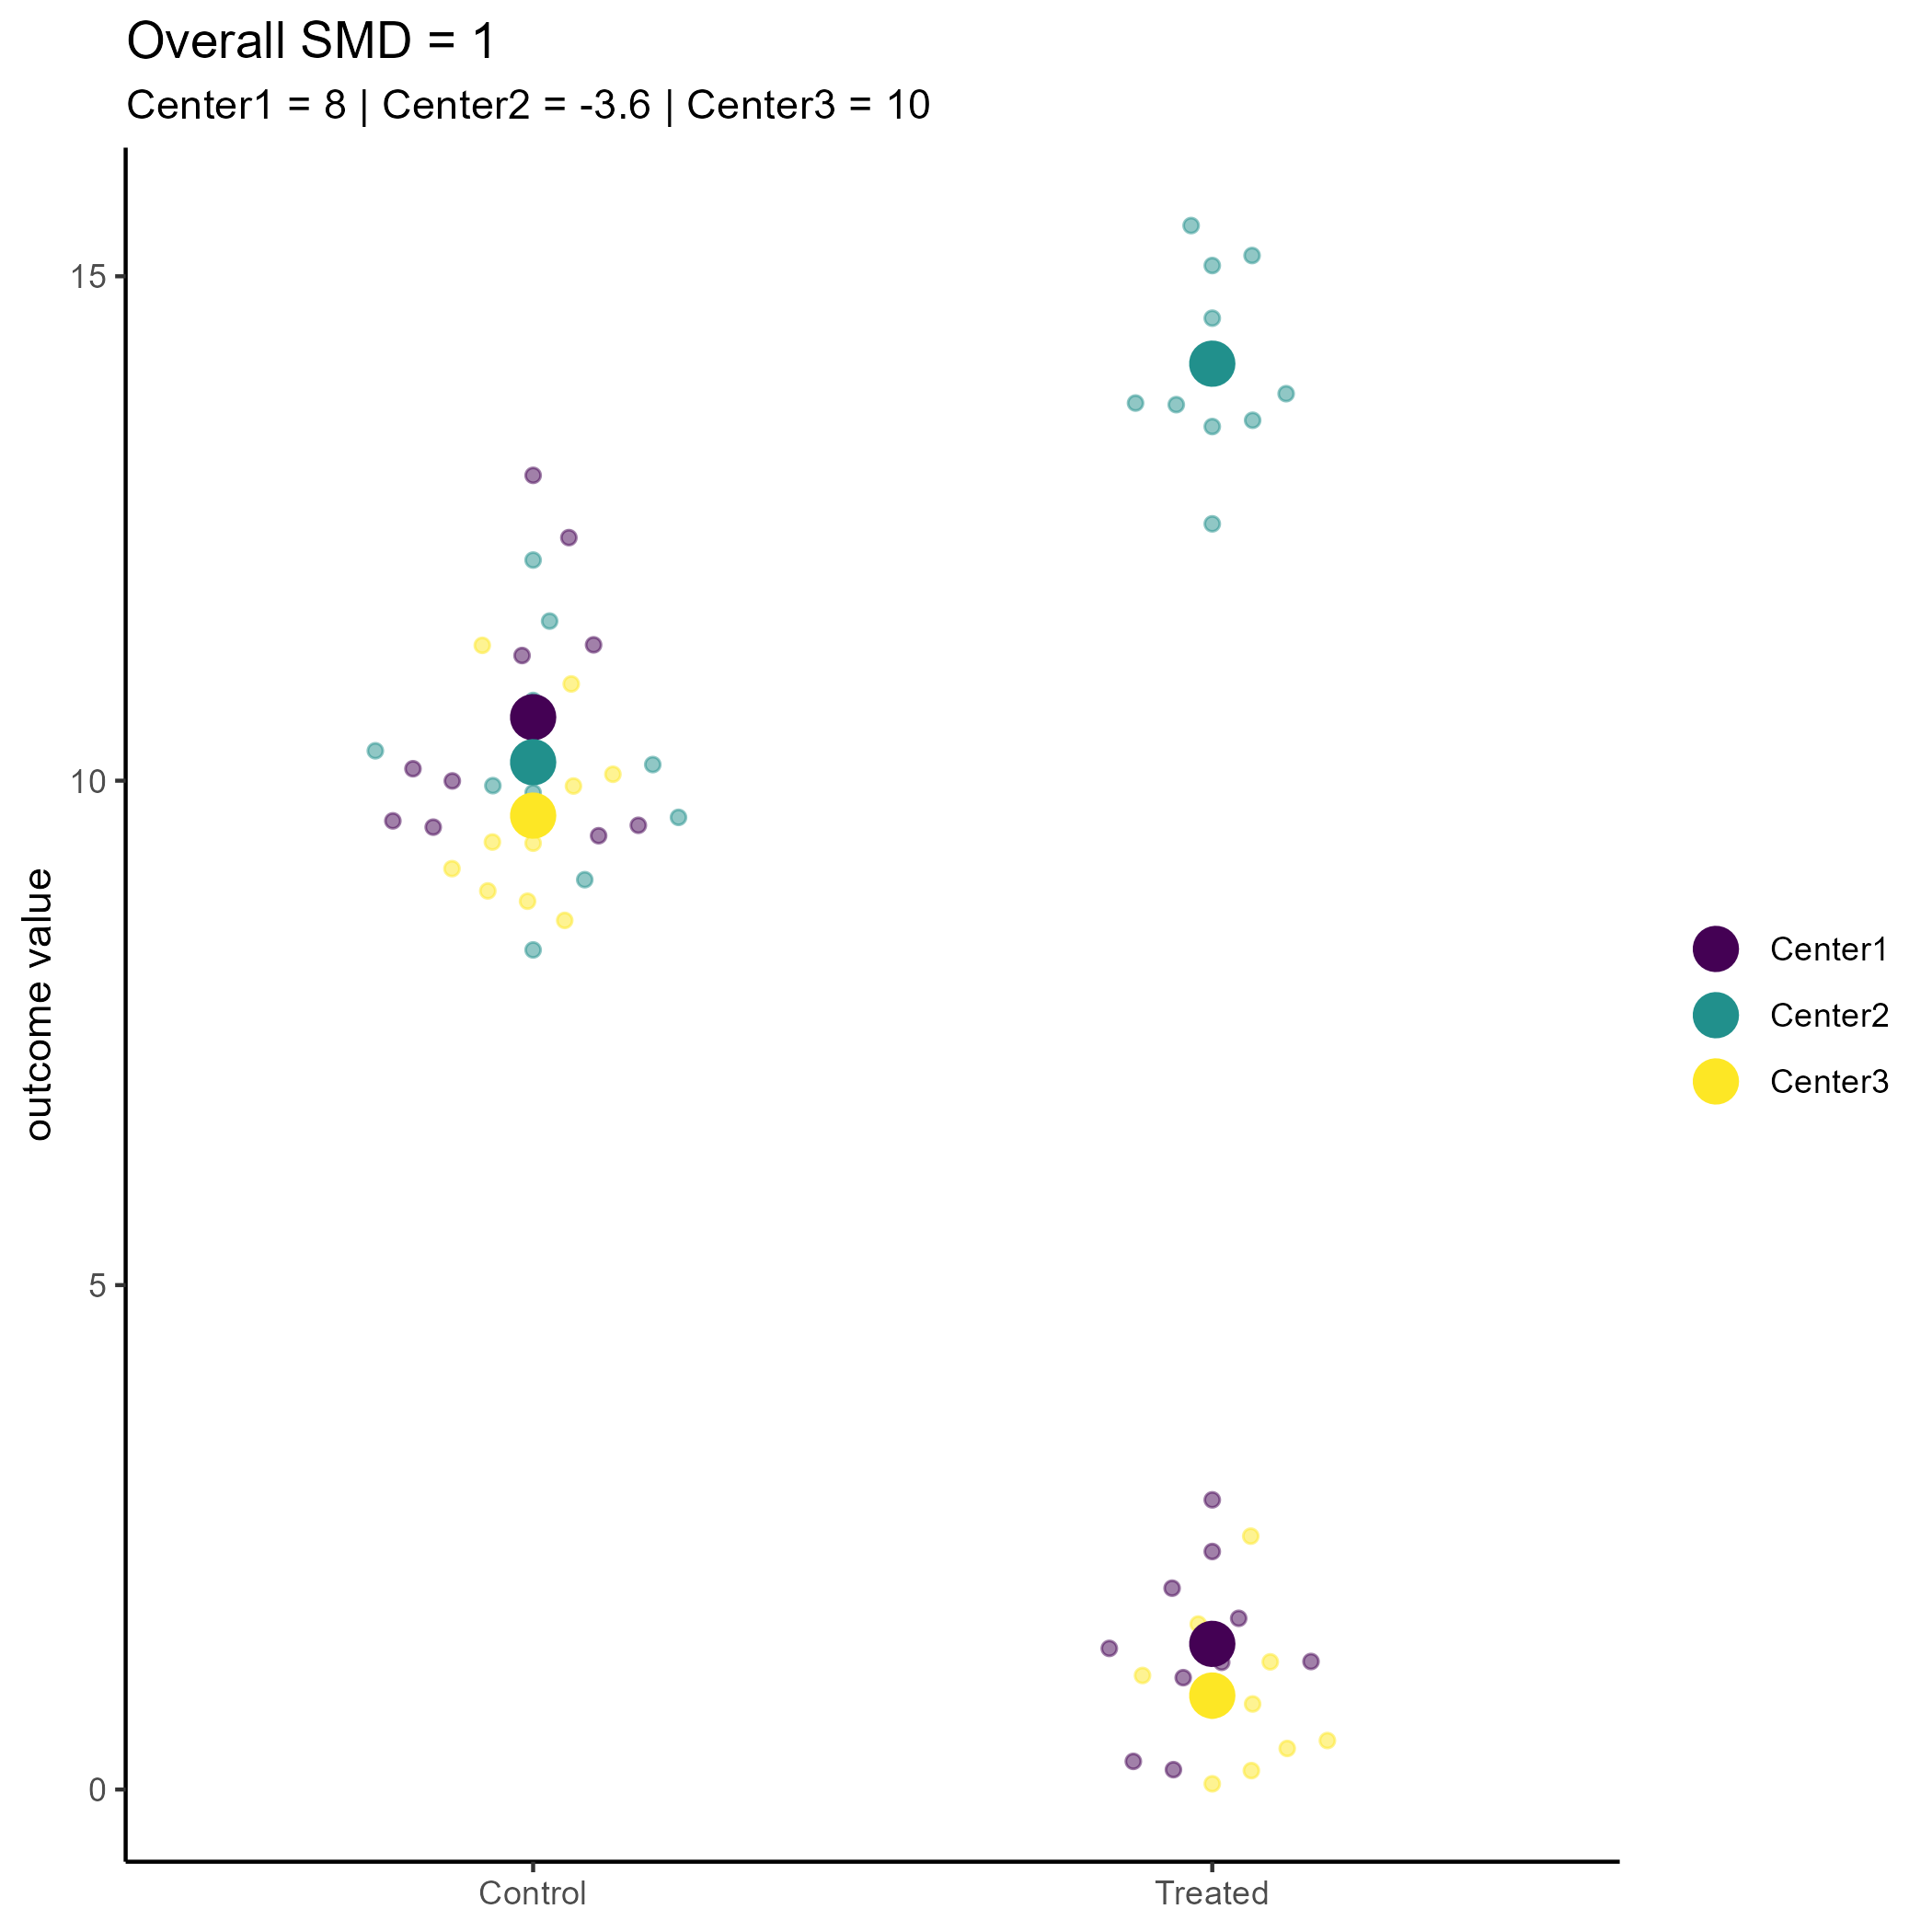 Overall SMD = 1
Center1 = 8 | Center2 = -3.6 | Center3 = 10
outcome value
15
10
5
0
Control
Treated
Center1
Center2
Center3